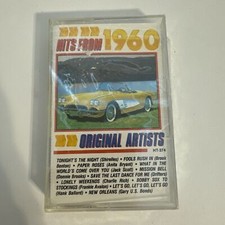 HITS FROM 1960
ORIGINAL ARTISTS
HT 574
TONIGHT'S THE NIGHT (Shirelles) • FOOLS RUSH IN (Brook
Benton) • PAPER ROSES (Anita Bryant) • WHAT IN THE
WORLD'S COME OVER YOU (Jack Scott) • MISSION BELL
(Donnie Brooks) • SAVE THE LAST DANCE FOR ME (Drifters)
• LONELY WEEKENDS (Charlie Rich) • BOBBY SOX TO
STOCKINGS (Frankie Avalon) • LET'S GO, LET'S GO, LET'S GO
(Hank Ballard) • NEW ORLEANS (Gary U.S. Bonds)